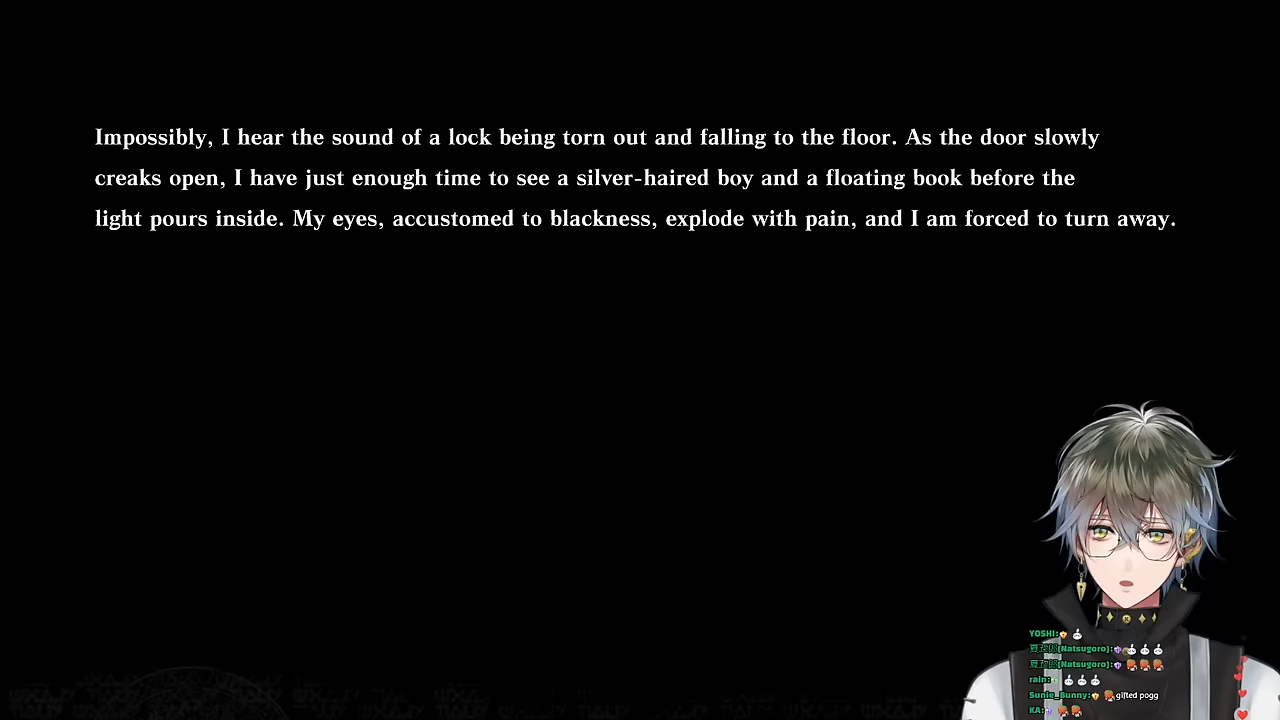 Impossibly, I hear the sound of a lock being torn out and falling to the floor. As the door slowly
creaks open, I have just enough time to see a silver-haired boy and a floating book before the
light pours inside. My eyes, accustomed to blackness, explode with pain, and I am forced to turn away.
YOSHI:
(Natsugoro):
(Natsugoro):
rain:
Sunie_Bunny: gifted pogg
KA: